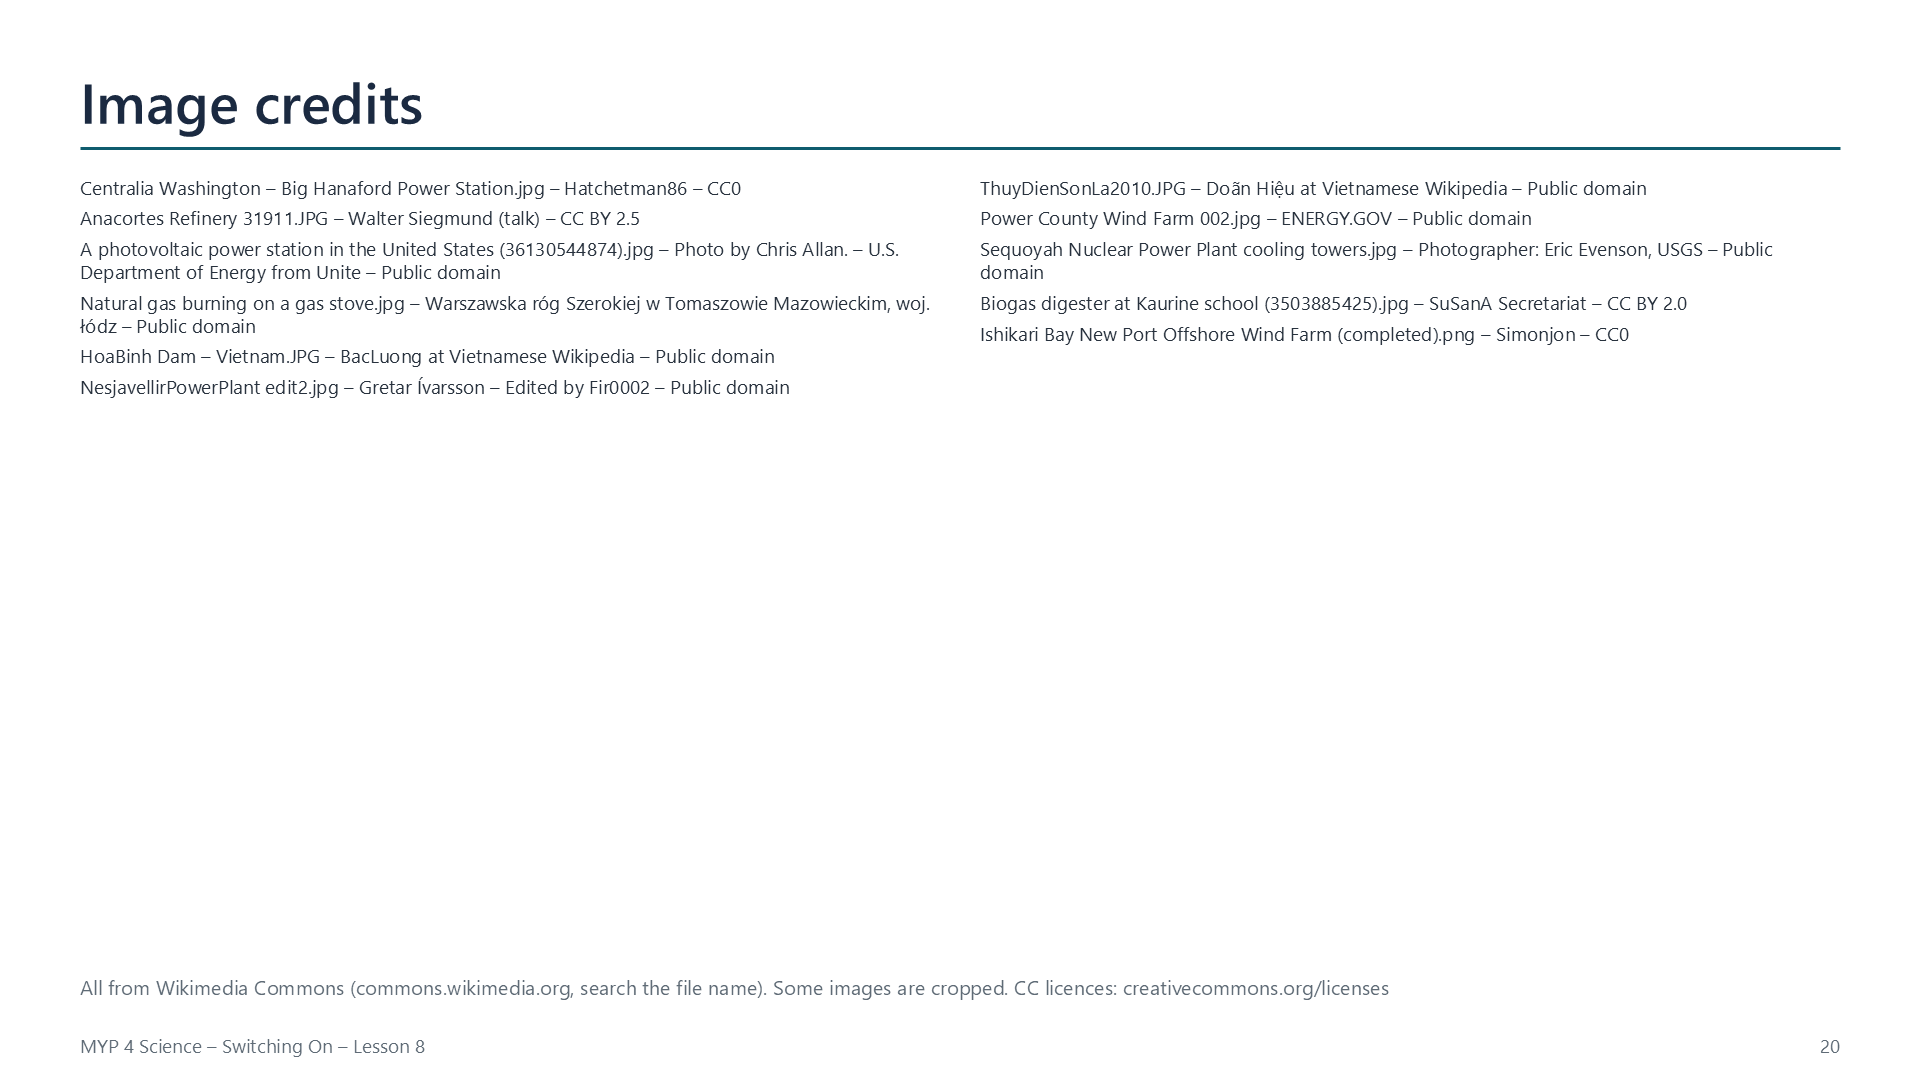 Image credits
Centralia Washington – Big Hanaford Power Station.jpg – Hatchetman86 – CC0
Anacortes Refinery 31911.JPG – Walter Siegmund (talk) – CC BY 2.5
A photovoltaic power station in the United States (36130544874).jpg – Photo by Chris Allan. – U.S.
Department of Energy from Unite – Public domain
Natural gas burning on a gas stove.jpg – Warszawska róg Szerokiej w Tomaszowie Mazowieckim, woj.
łódz – Public domain
HoaBinh Dam – Vietnam.JPG – BacLuong at Vietnamese Wikipedia – Public domain
NesjavellirPowerPlant edit2.jpg – Gretar Ívarsson – Edited by Fir0002 – Public domain
ThuyDienSonLa2010.JPG – Doãn Hiệu at Vietnamese Wikipedia – Public domain
Power County Wind Farm 002.jpg – ENERGY.GOV – Public domain
Sequoyah Nuclear Power Plant cooling towers.jpg – Photographer: Eric Evenson, USGS – Public
domain
Biogas digester at Kaurine school (3503885425).jpg – SuSanA Secretariat – CC BY 2.0
Ishikari Bay New Port Offshore Wind Farm (completed).png – Simonjon – CC0
All from Wikimedia Commons (commons.wikimedia.org, search the file name). Some images are cropped. CC licences: creativecommons.org/licenses
MYP 4 Science – Switching On – Lesson 8
20